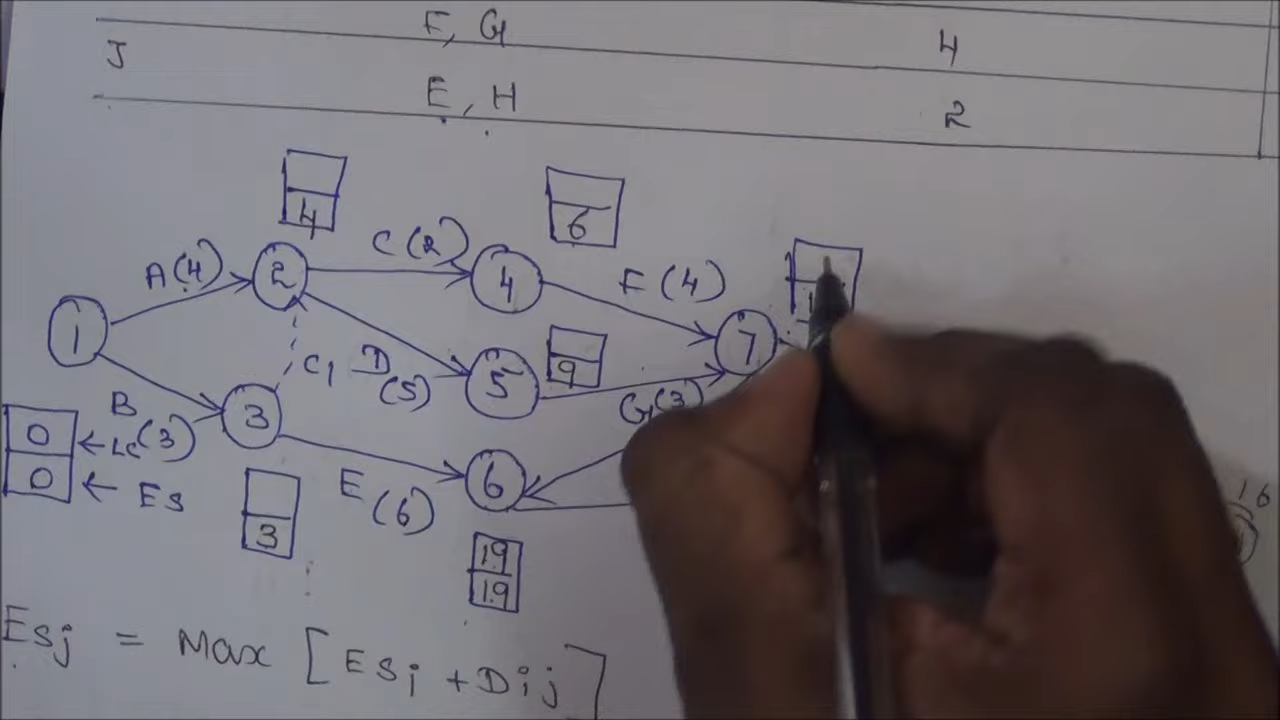 F, G 4
J E, H 2
4 6
A(4) 2 C(2) 4 F(4)
1 7
C1 D(5) 5 9
B(3) 3 G(3)
0 ← LC
0 ← ES
E(6) 6
3
19
19
16
Esj = Max [ESi + Dij]